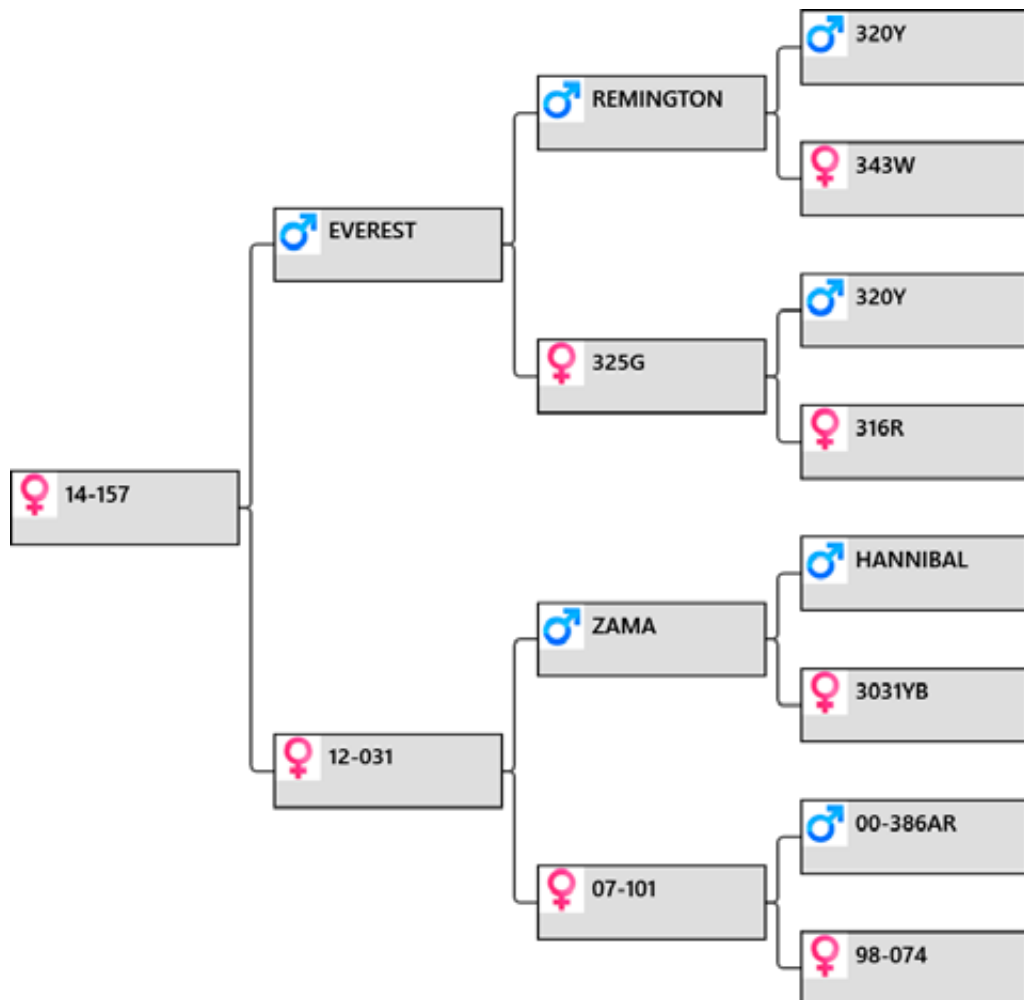 320Y
REMINGTON
343W
EVEREST
320Y
325G
316R
14-157
HANNIBAL
ZAMA
3031YB
12-031
00-386AR
07-101
98-074